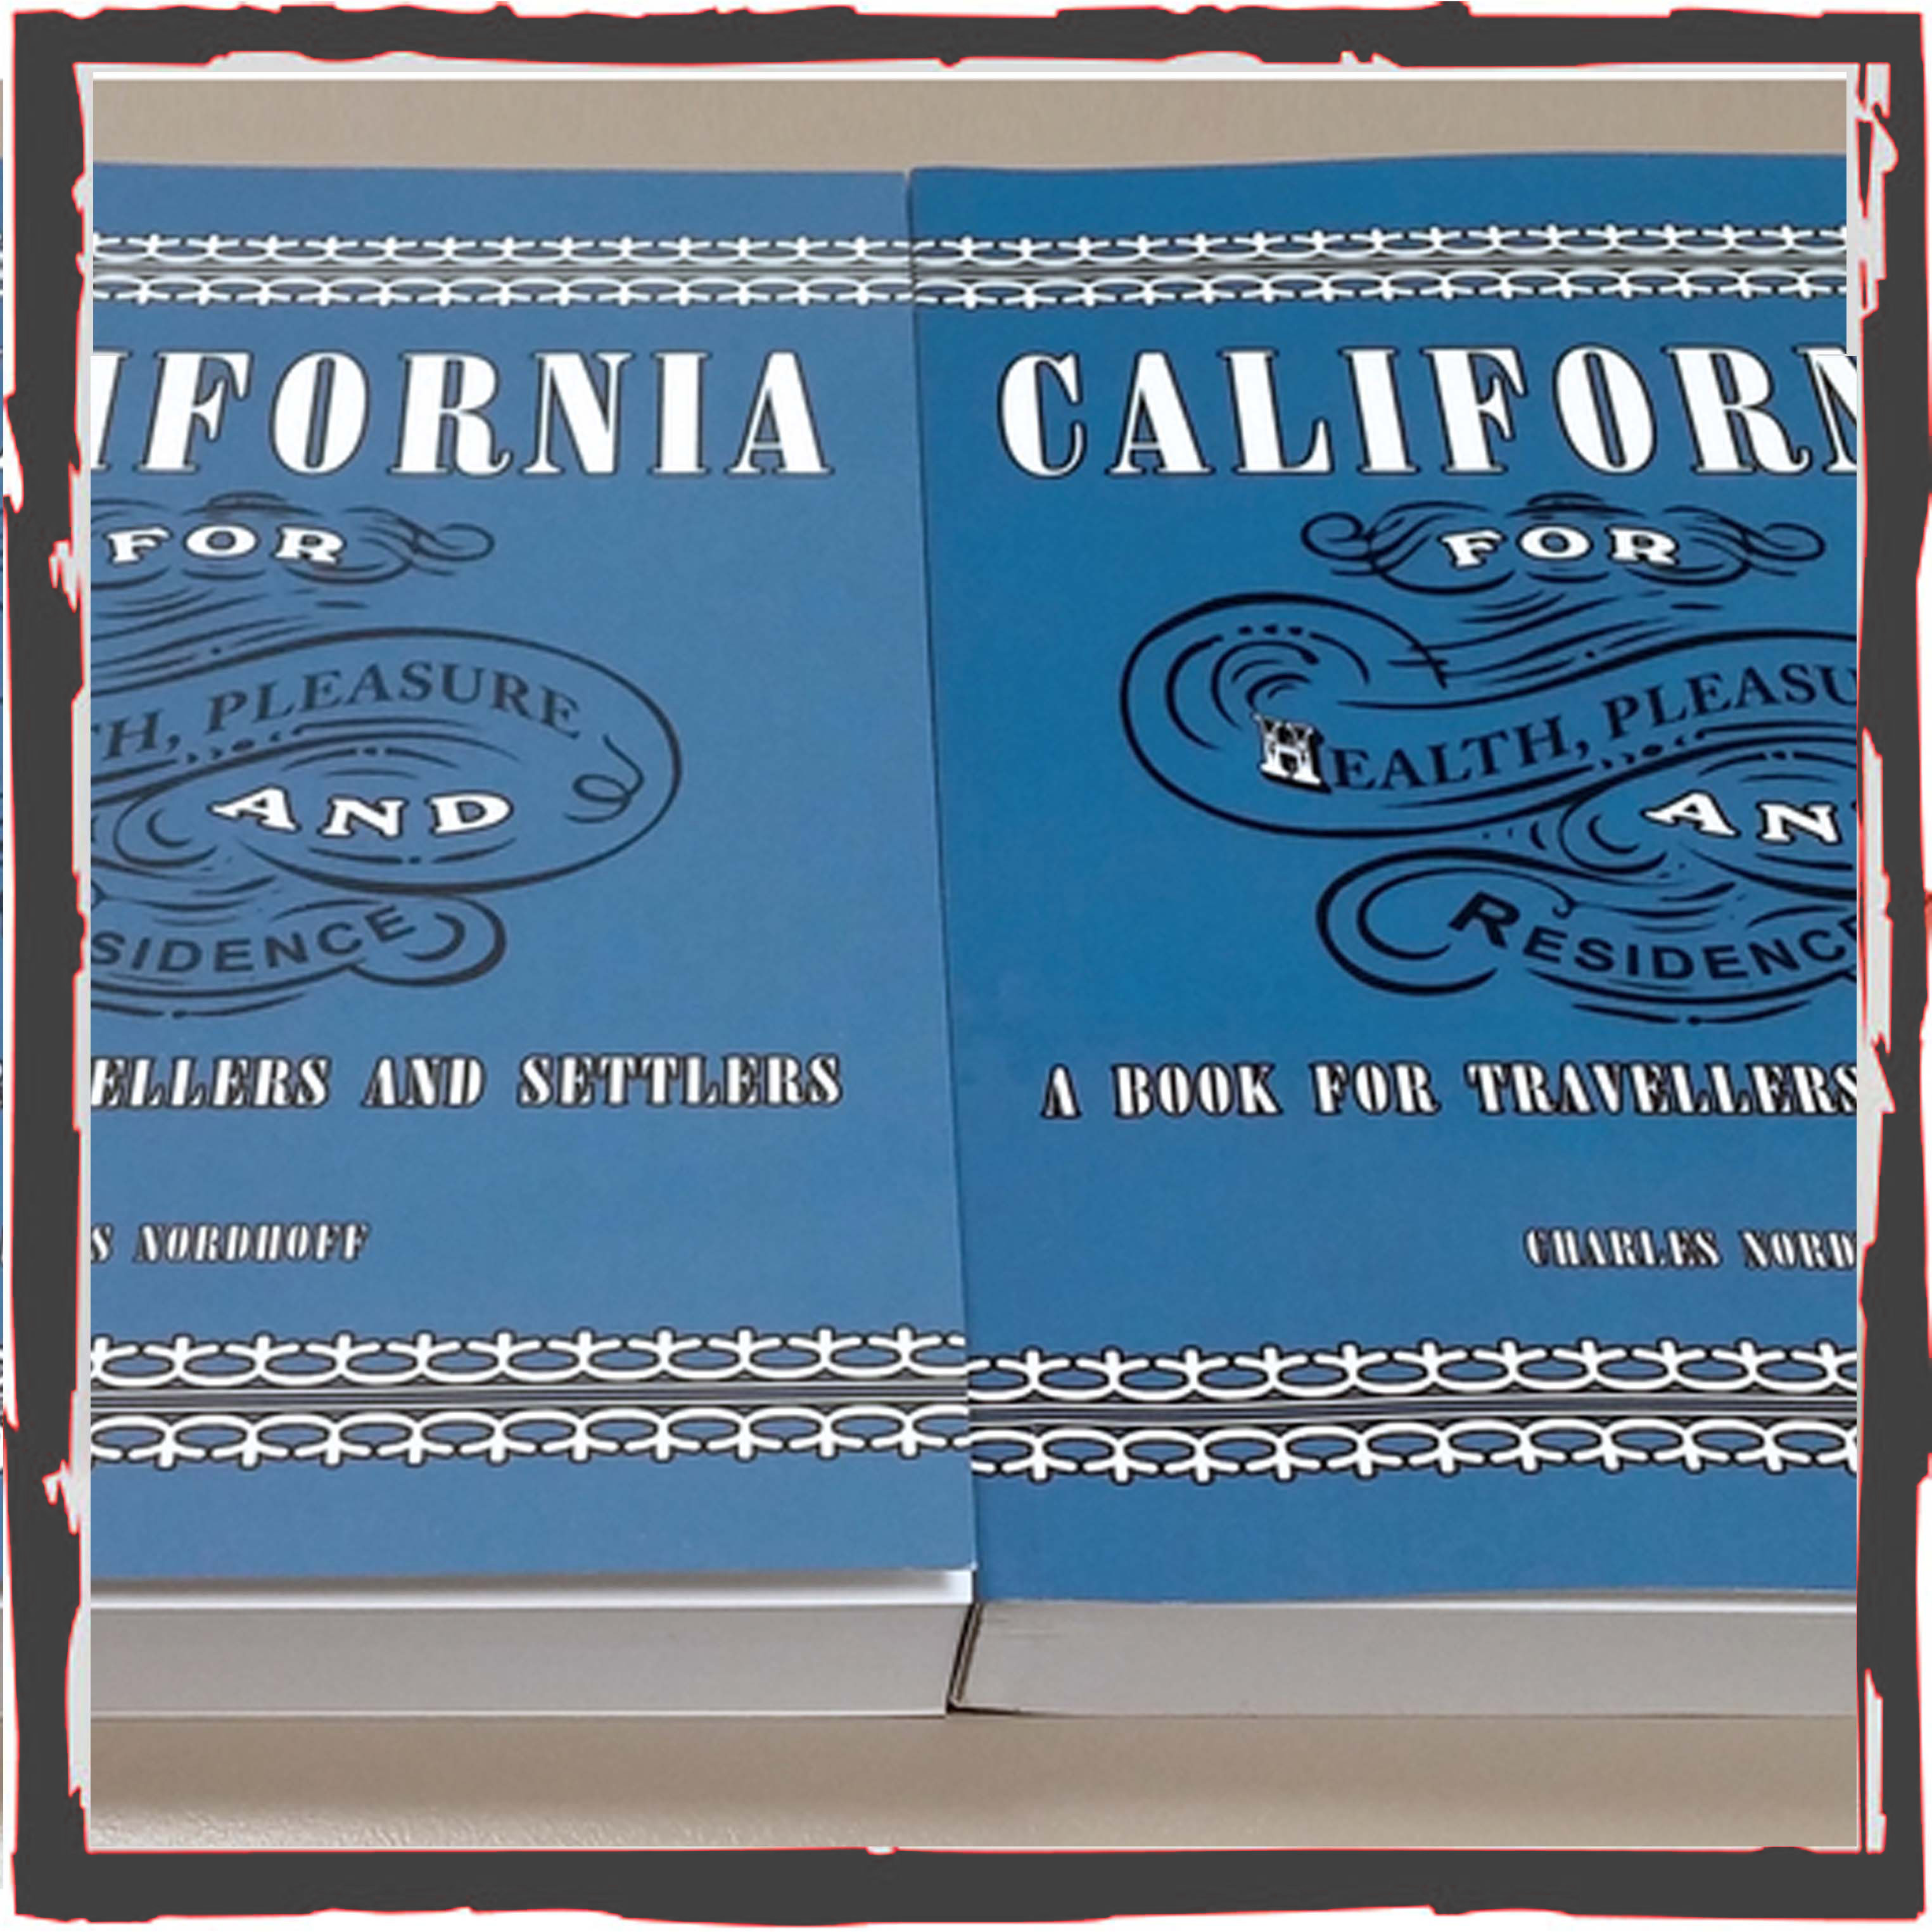 IFORNIA
FOR
TH, PLEASURE
AND
SIDENCE
ELLERS AND SETTLERS
S NORDHOFF
CALIFORN
FOR
HEALTH, PLEASU
AN
RESIDENCE
A BOOK FOR TRAVELLERS
CHARLES NORD